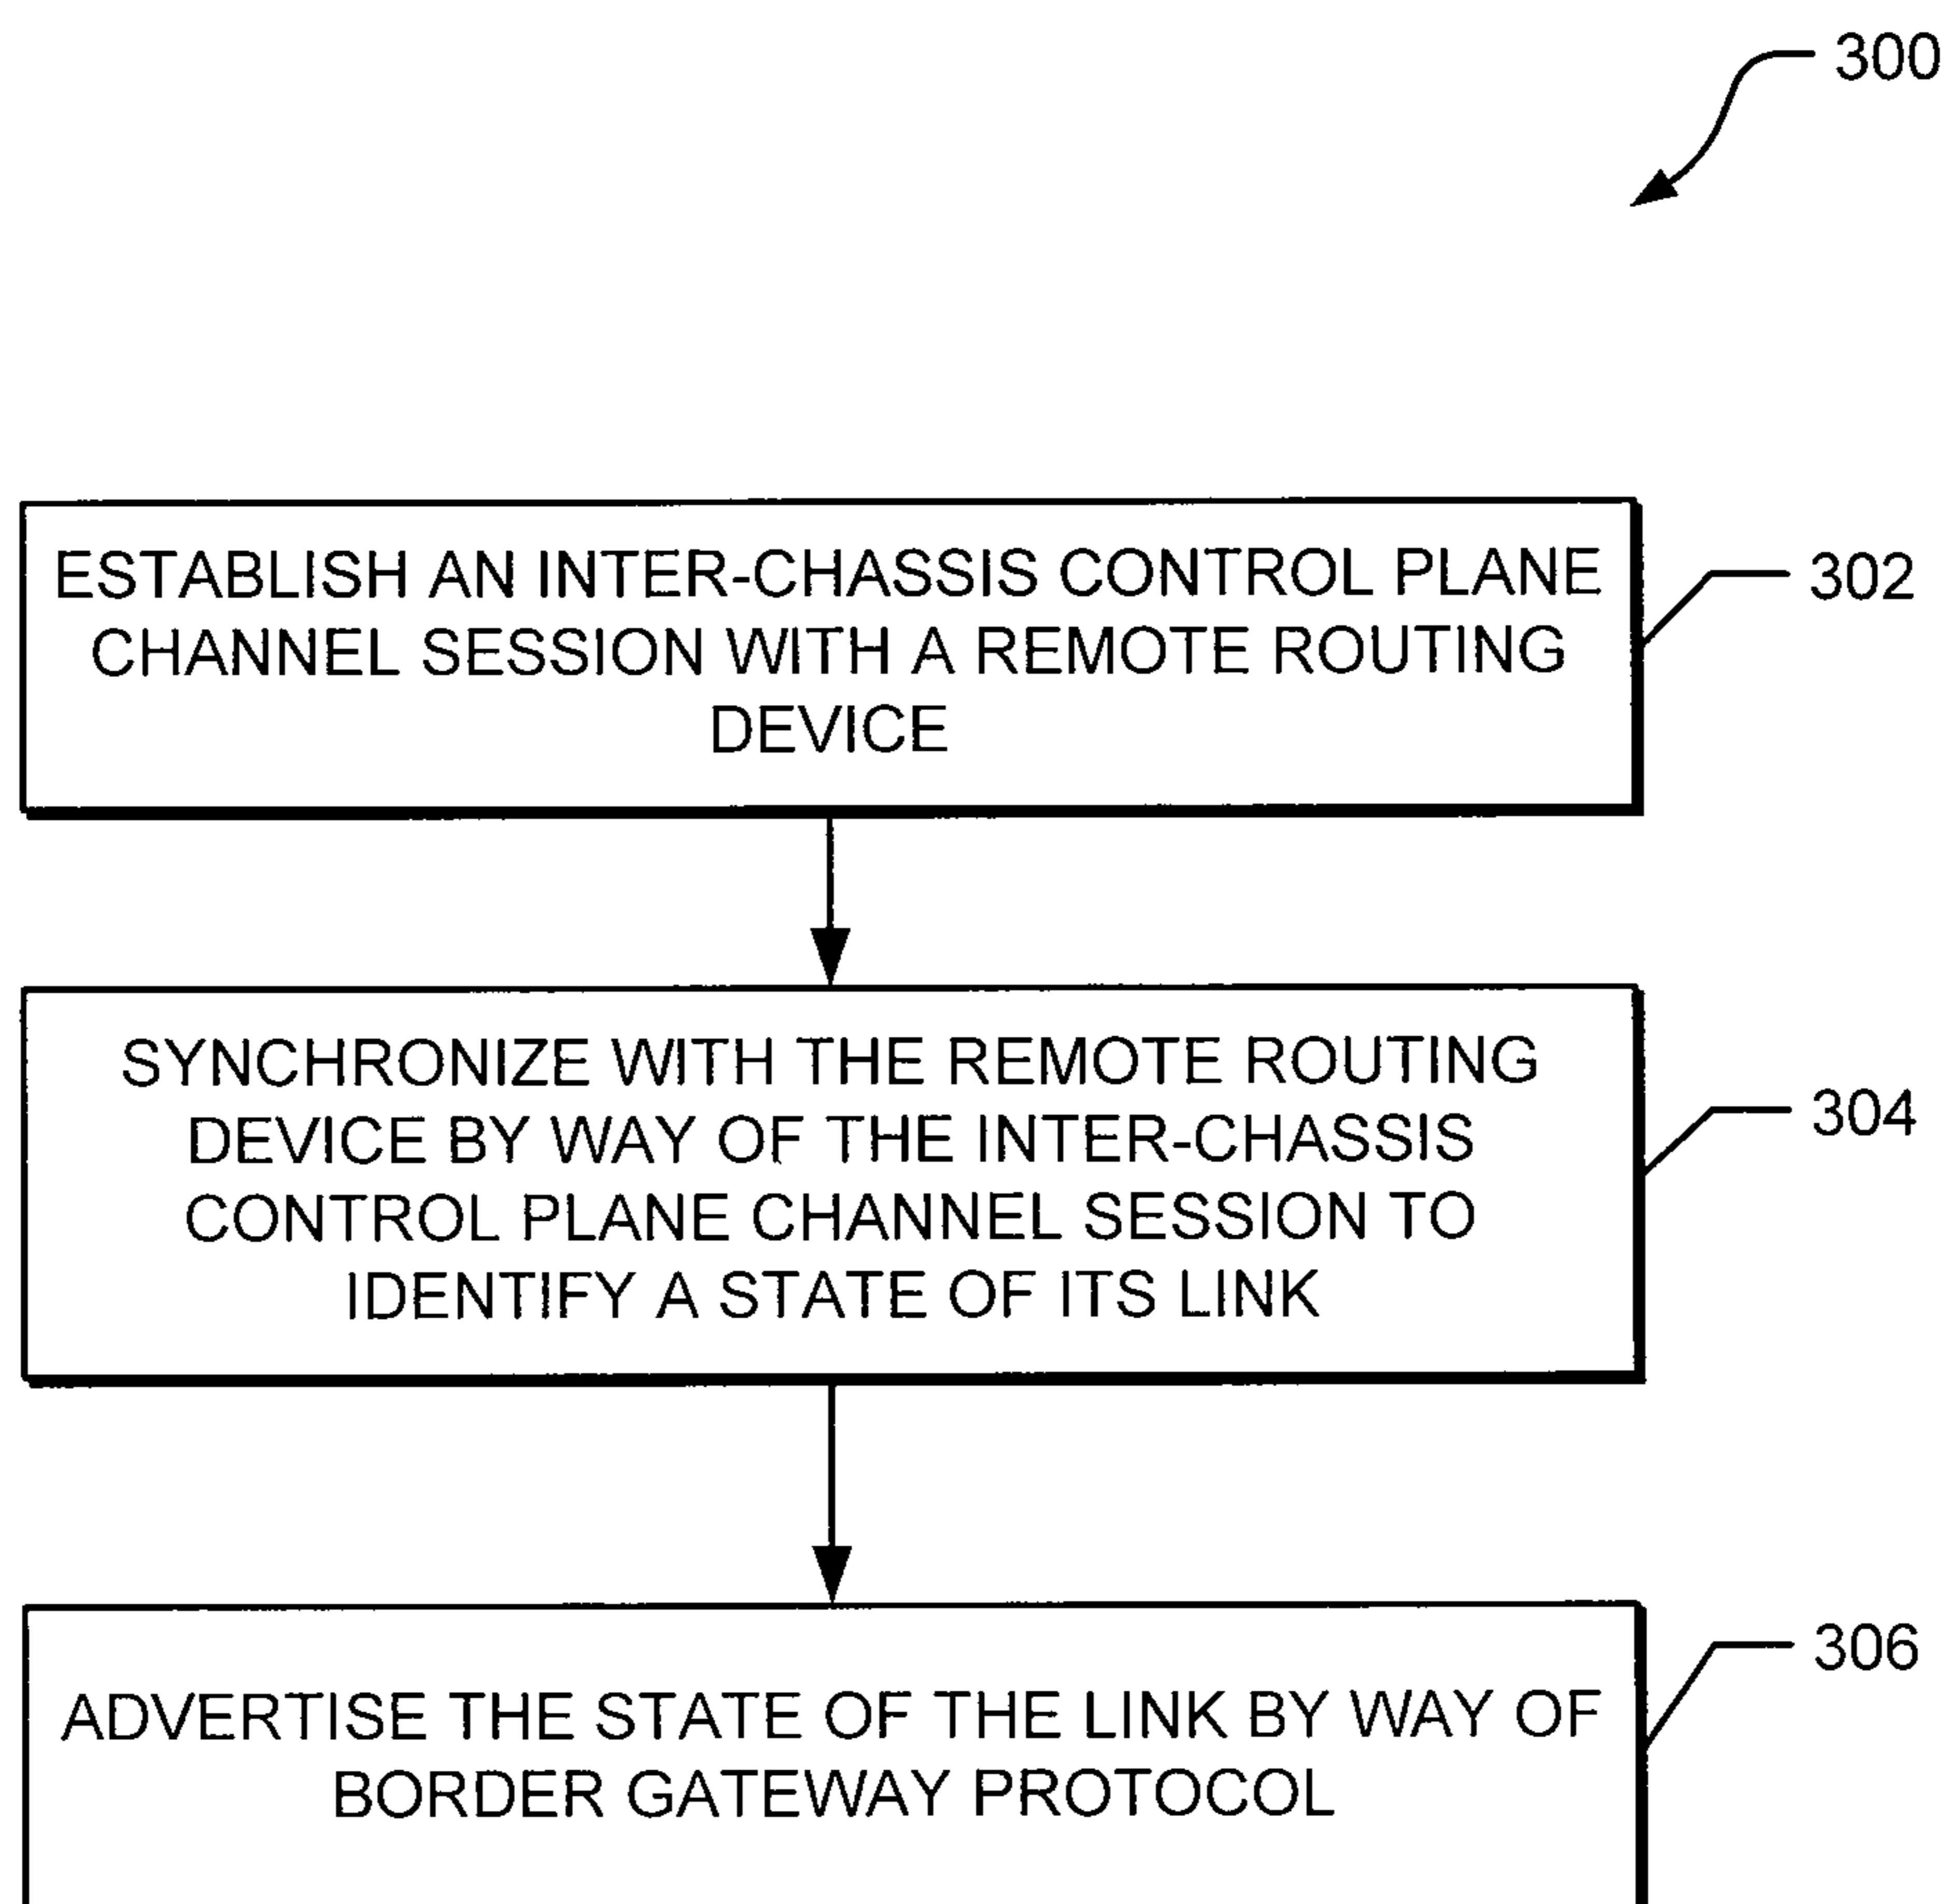 300
ESTABLISH AN INTER-CHASSIS CONTROL PLANE
CHANNEL SESSION WITH A REMOTE ROUTING
DEVICE
302
SYNCHRONIZE WITH THE REMOTE ROUTING
DEVICE BY WAY OF THE INTER-CHASSIS
CONTROL PLANE CHANNEL SESSION TO
IDENTIFY A STATE OF ITS LINK
304
ADVERTISE THE STATE OF THE LINK BY WAY OF
BORDER GATEWAY PROTOCOL
306